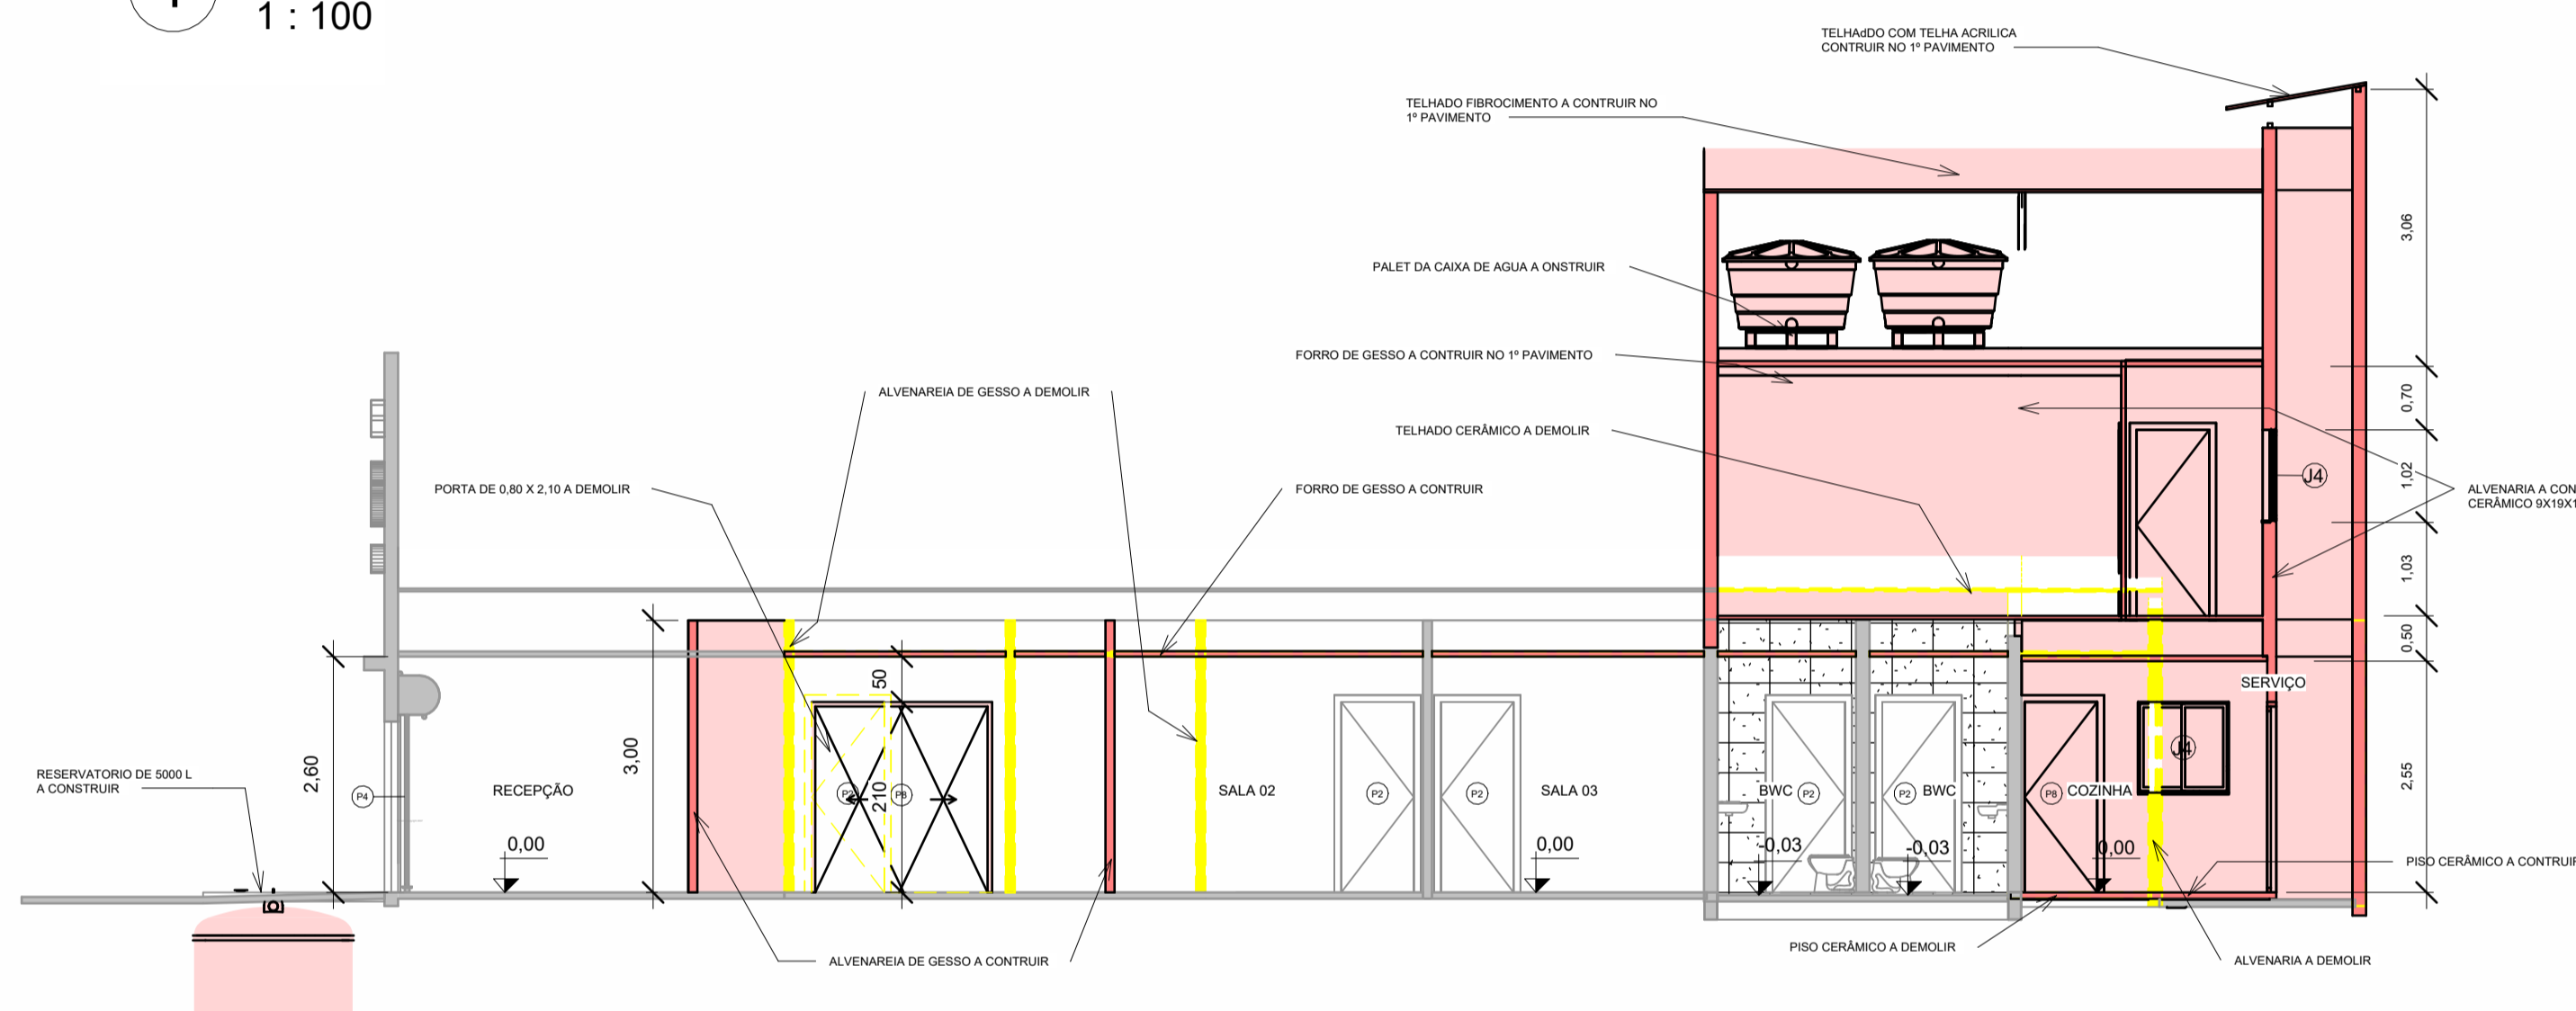 1 : 100
TELHAdDO COM TELHA ACRILICA
CONTRUIR NO 1º PAVIMENTO
TELHADO FIBROCIMENTO A CONTRUIR NO
1º PAVIMENTO
3,06
PALET DA CAIXA DE AGUA A ONSTRUIR
FORRO DE GESSO A CONTRUIR NO 1º PAVIMENTO
ALVENAREIA DE GESSO A DEMOLIR
0,70
TELHADO CERÂMICO A DEMOLIR
PORTA DE 0,80 X 2,10 A DEMOLIR
FORRO DE GESSO A CONTRUIR
J4
1,02
ALVENARIA A CON
CERÂMICO 9X19X1
1,03
0,50
50
SERVIÇO
2,60
3,00
J4
RESERVATORIO DE 5000 L
A CONSTRUIR
P4
RECEPÇÃO
P2
210
P8
SALA 02
P2
P2
SALA 03
BWC
P2
P2
BWC
P8
COZINHA
2,55
0,00
0,00
-0,03
-0,03
0,00
PISO CERÂMICO A CONTRUIR
PISO CERÂMICO A DEMOLIR
ALVENAREIA DE GESSO A CONTRUIR
ALVENARIA A DEMOLIR